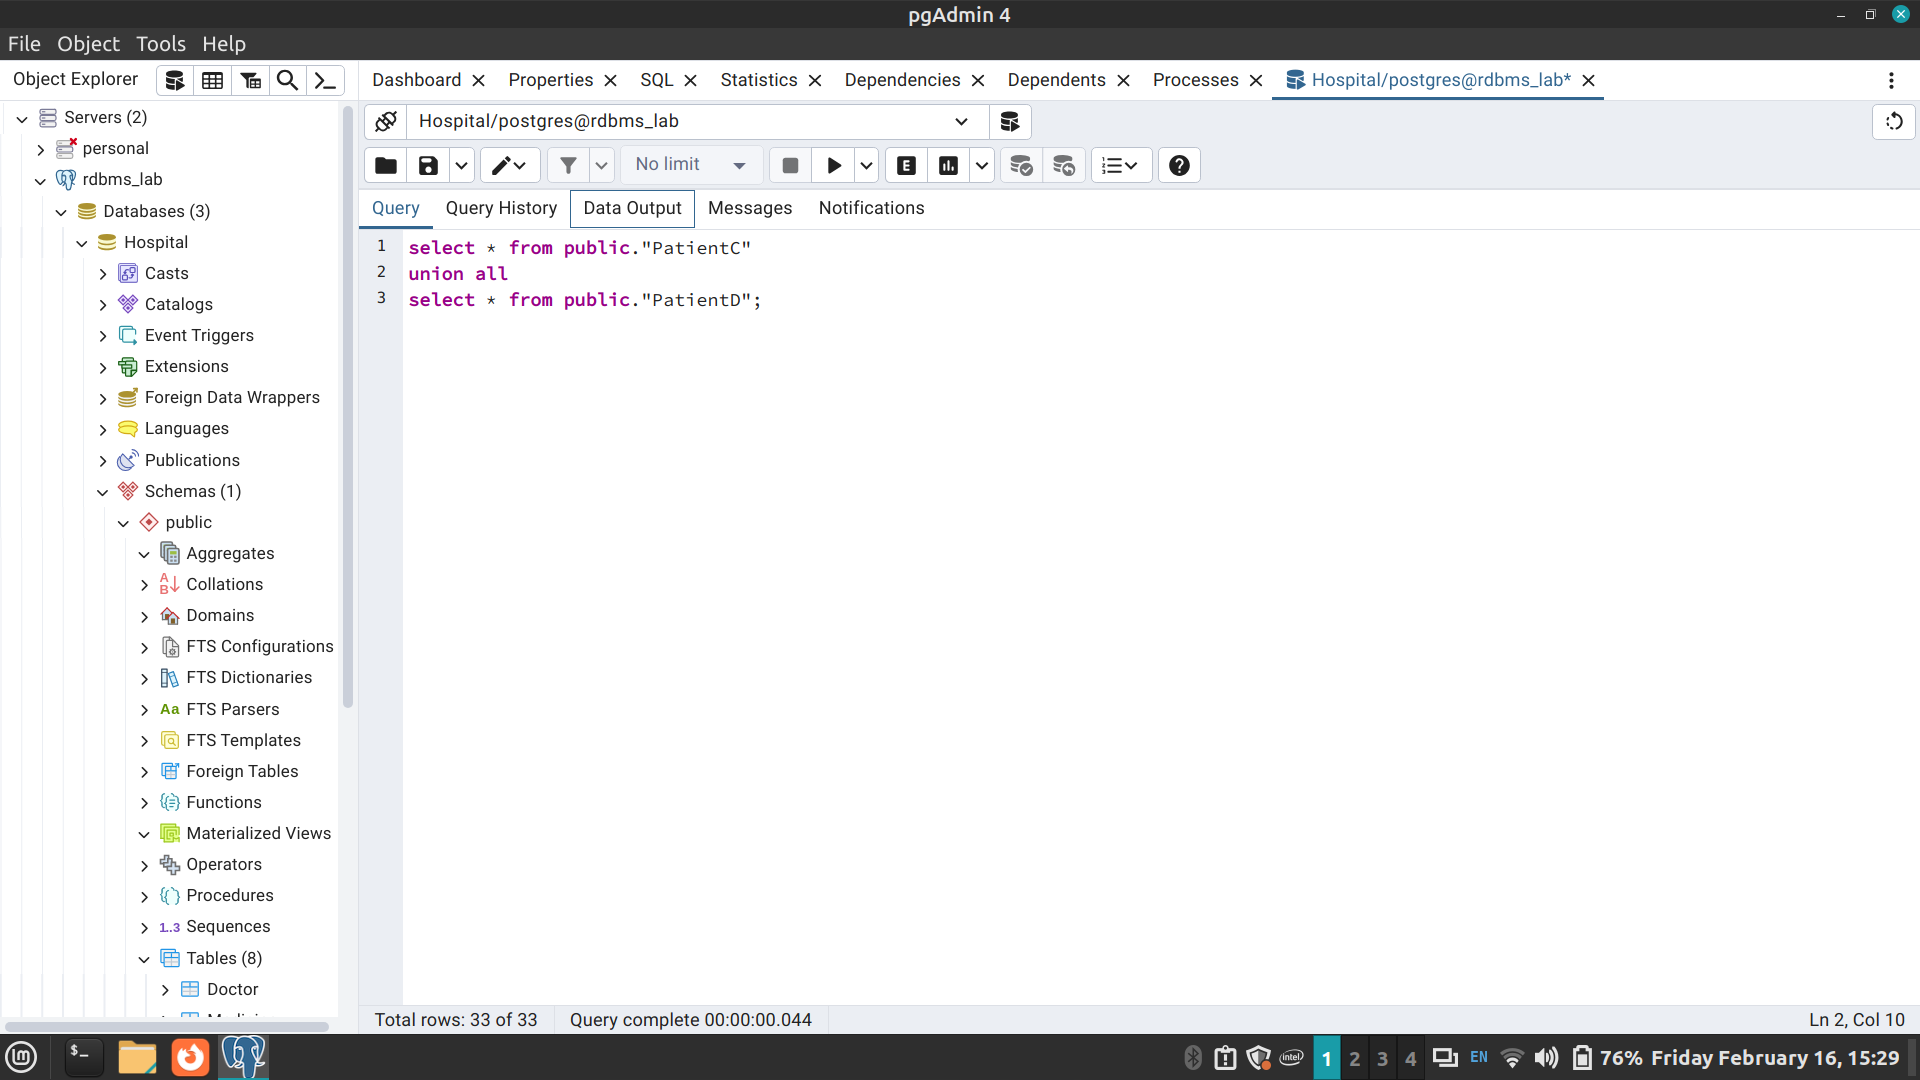 pgAdmin 4
File Object Tools Help
Object Explorer
Dashboard Properties SQL Statistics Dependencies Dependents Processes Hospital/postgres@rdbms_lab*
Servers (2)
personal
rdbms_lab
Databases (3)
Hospital
Casts
Catalogs
Event Triggers
Extensions
Foreign Data Wrappers
Languages
Publications
Schemas (1)
public
Aggregates
Collations
Domains
FTS Configurations
FTS Dictionaries
Aa FTS Parsers
FTS Templates
Foreign Tables
Functions
Materialized Views
Operators
Procedures
1..3 Sequences
Tables (8)
Doctor
Hospital/postgres@rdbms_lab
No limit
E
Query Query History Data Output Messages Notifications
1 select * from public."PatientC"
2 union all
3 select * from public."PatientD";
Total rows: 33 of 33 Query complete 00:00:00.044 Ln 2, Col 10
$_ intel 1 2 3 4 EN 76% Friday February 16, 15:29